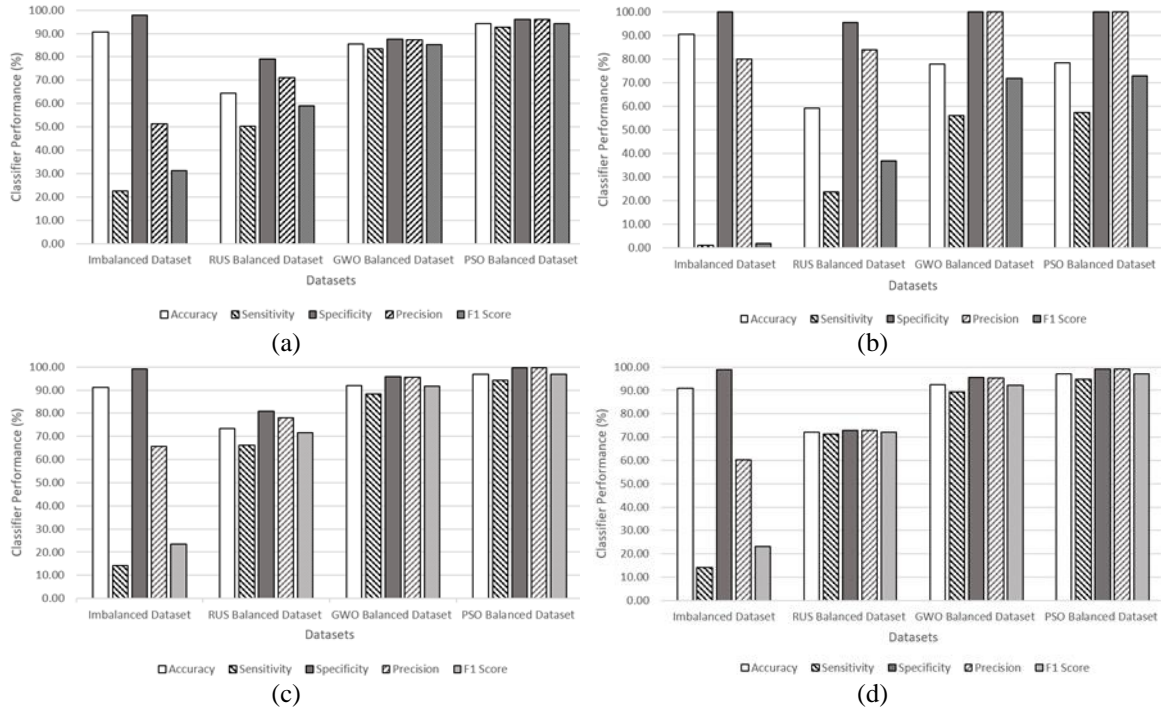 100.00
90.00
80.00
70.00
60.00
50.00
40.00
30.00
20.00
10.00
0.00
Classifier Performance (%)
Imbalanced Dataset RUS Balanced Dataset GWO Balanced Dataset PSO Balanced Dataset
Datasets
Accuracy Sensitivity Specificity Precision F1 Score
(a)
100.00
90.00
80.00
70.00
60.00
50.00
40.00
30.00
20.00
10.00
0.00
Classifier Performance (%)
Imbalanced Dataset RUS Balanced Dataset GWO Balanced Dataset PSO Balanced Dataset
Datasets
Accuracy Sensitivity Specificity Precision F1 Score
(b)
100.00
90.00
80.00
70.00
60.00
50.00
40.00
30.00
20.00
10.00
0.00
Classifier Performance (%)
Imbalanced Dataset RUS Balanced Dataset GWO Balanced Dataset PSO Balanced Dataset
Datasets
Accuracy Sensitivity Specificity Precision F1 Score
(c)
100.00
90.00
80.00
70.00
60.00
50.00
40.00
30.00
20.00
10.00
0.00
Classifier Performance (%)
Imbalanced Dataset RUS Balanced Dataset GWO Balanced Dataset PSO Balanced Dataset
Datasets
Accuracy Sensitivity Specificity Precision F1 Score
(d)